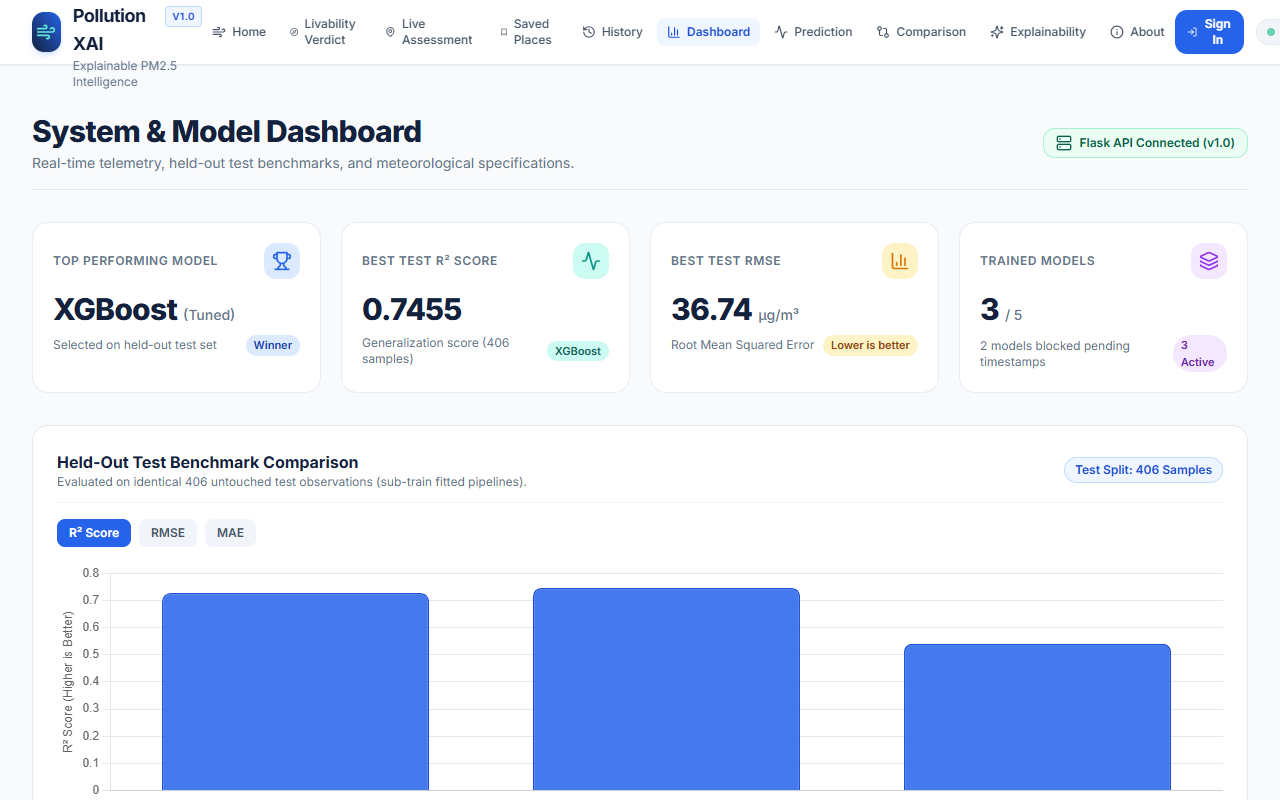 Pollution
XAI
V1.0
Explainable PM2.5
Intelligence
Home
Livability
Verdict
Live
Assessment
Saved
Places
History
Dashboard
Prediction
Comparison
Explainability
About
Sign
In
System & Model Dashboard
Real-time telemetry, held-out test benchmarks, and meteorological specifications.
Flask API Connected (v1.0)
TOP PERFORMING MODEL
XGBoost (Tuned)
Selected on held-out test set
Winner
BEST TEST R² SCORE
0.7455
Generalization score (406
samples)
XGBoost
BEST TEST RMSE
36.74 µg/m³
Root Mean Squared Error
Lower is better
TRAINED MODELS
3 / 5
2 models blocked pending
timestamps
3
Active
Held-Out Test Benchmark Comparison
Evaluated on identical 406 untouched test observations (sub-train fitted pipelines).
Test Split: 406 Samples
R² Score
RMSE
MAE
R² Score (Higher is Better)
0.8
0.7
0.6
0.5
0.4
0.3
0.2
0.1
0